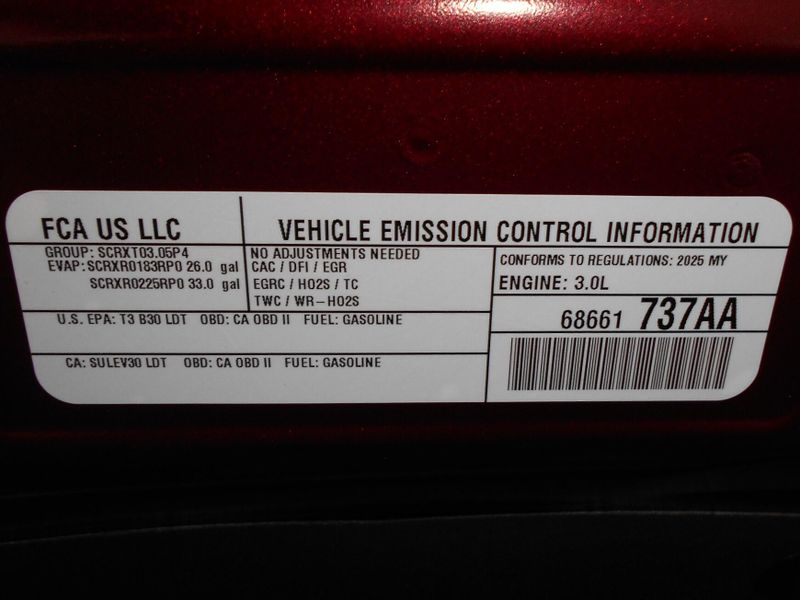 FCA US LLC
VEHICLE EMISSION CONTROL INFORMATION
GROUP: SCRXT03.05P4
EVAP: SCRXR0183RP0 26.0 gal
SCRXR0225RP0 33.0 gal
NO ADJUSTMENTS NEEDED
CAC / DFI / EGR
EGRC / HO2S / TC
TWC / WR-HO2S
CONFORMS TO REGULATIONS: 2025 MY
ENGINE: 3.0L
U.S. EPA: T3 B30 LDT OBD: CA OBD II FUEL: GASOLINE
68661 737AA
CA: SULEV30 LDT OBD: CA OBD II FUEL: GASOLINE